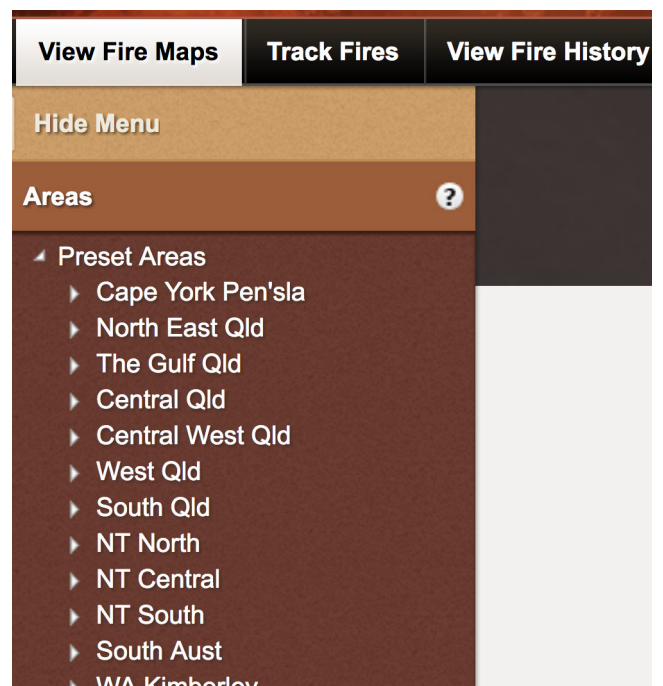 View Fire Maps Track Fires View Fire History
Hide Menu
Areas ?
Preset Areas
Cape York Pen'sla
North East Qld
The Gulf Qld
Central Qld
Central West Qld
West Qld
South Qld
NT North
NT Central
NT South
South Aust
WA Kimberley